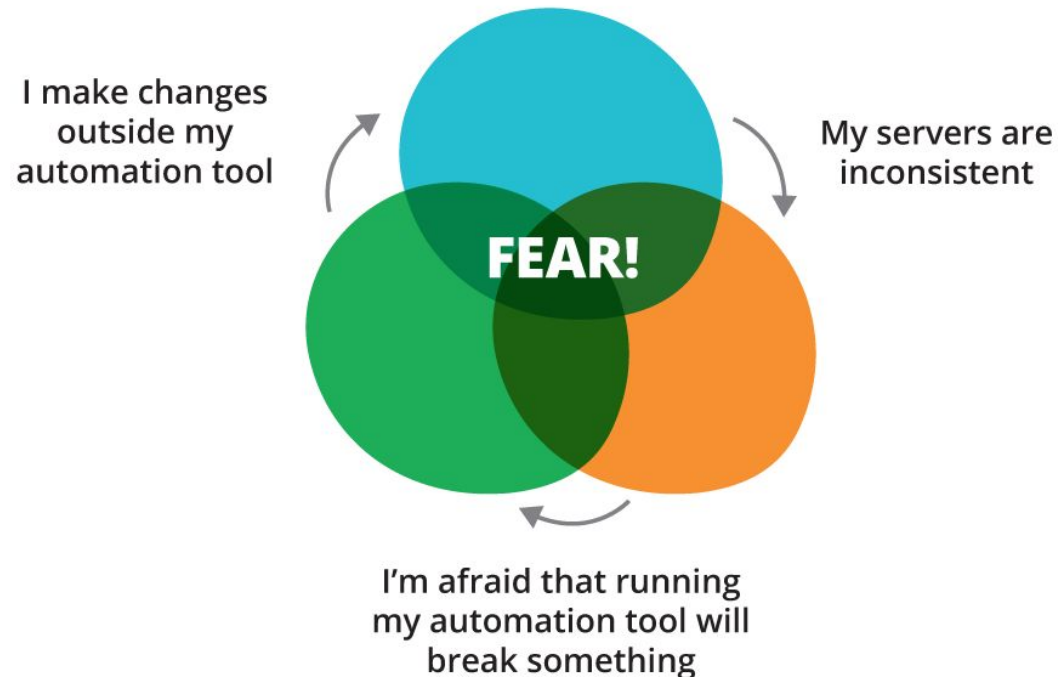 I make changes
outside my
automation tool
My servers are
inconsistent
FEAR!
I'm afraid that running
my automation tool will
break something